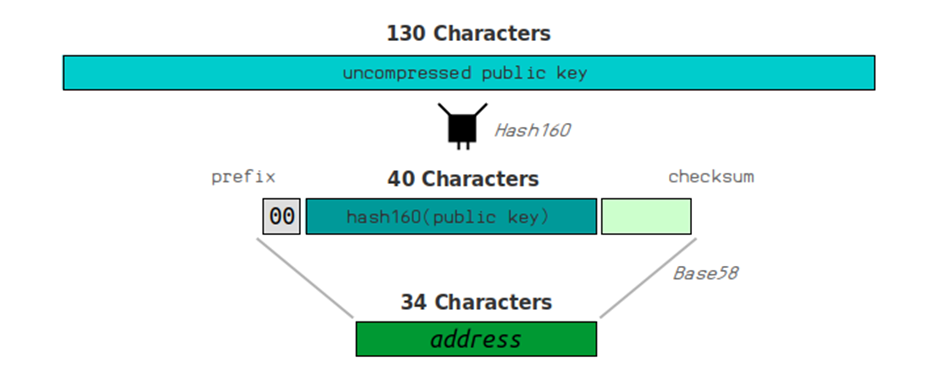 130 Characters
uncompressed public key
Hash160
prefix
40 Characters
checksum
00
hash160(public key)
Base58
34 Characters
address